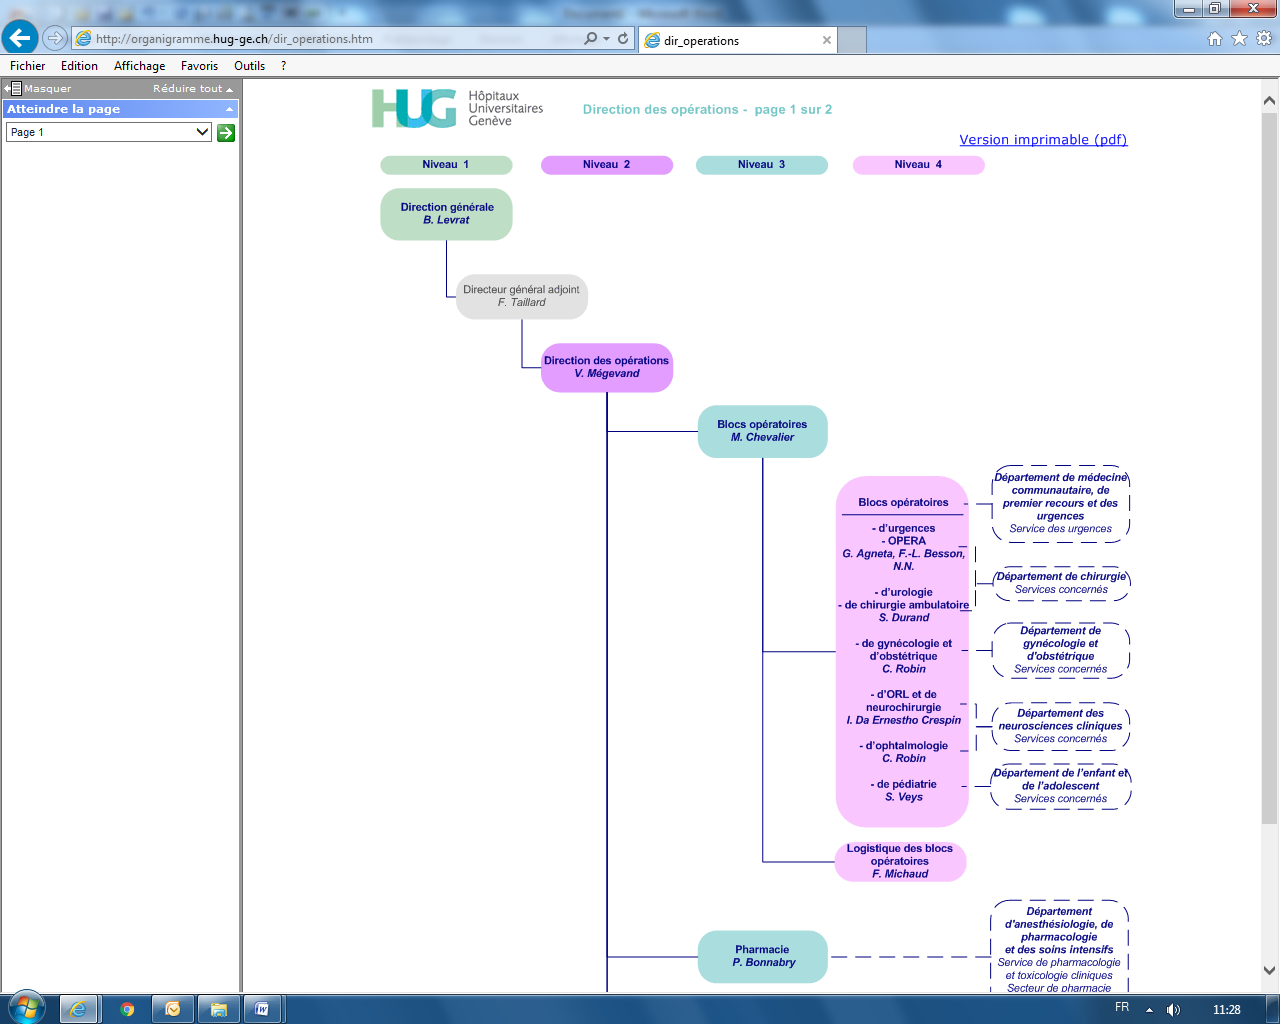 http://organigramme.hug-ge.ch/dir_operations.htm
dir_operations
Fichier Edition Affichage Favoris Outils ?
Masquer Réduire tout
Atteindre la page
Page 1
HUG Hôpitaux
Universitaires
Genève
Direction des opérations - page 1 sur 2
Version imprimable (pdf)
Niveau 1 Niveau 2 Niveau 3 Niveau 4
Direction générale
B. Levrat
Directeur général adjoint
F. Taillard
Direction des opérations
V. Mégevand
Blocs opératoires
M. Chevalier
Blocs opératoires
- d'urgences
- OPERA
G. Agneta, F.-L. Besson,
N.N.
- d'urologie
- de chirurgie ambulatoire
S. Durand
- de gynécologie et
d'obstétrique
C. Robin
- d'ORL et de
neurochirurgie
I. Da Ernestho Crespin
- d'ophtalmologie
C. Robin
- de pédiatrie
S. Veys
Département de médecine
communautaire, de
premier recours et des
urgences
Service des urgences
Département de chirurgie
Services concernés
Département de
gynécologie et
d'obstétrique
Services concernés
Département des
neurosciences cliniques
Services concernés
Département de l'enfant et
de l'adolescent
Services concernés
Logistique des blocs
opératoires
F. Michaud
Pharmacie
P. Bonnabry
Département
d'anesthésiologie, de
pharmacologie
et des soins intensifs
Service de pharmacologie
et toxicologie cliniques
Secteur de pharmacie
FR 11:28